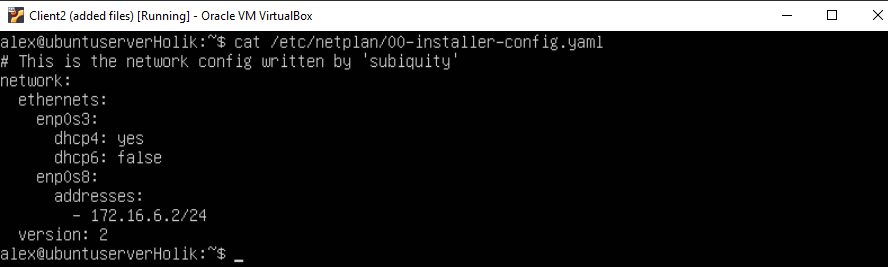 Client2 (added files) [Running] - Oracle VM VirtualBox
alex@ubuntuserverHolik:~$ cat /etc/netplan/00-installer-config.yaml
# This is the network config written by 'subiquity'
network:
  ethernets:
    enp0s3:
      dhcp4: yes
      dhcp6: false
    enp0s8:
      addresses:
        - 172.16.6.2/24
  version: 2
alex@ubuntuserverHolik:~$ _